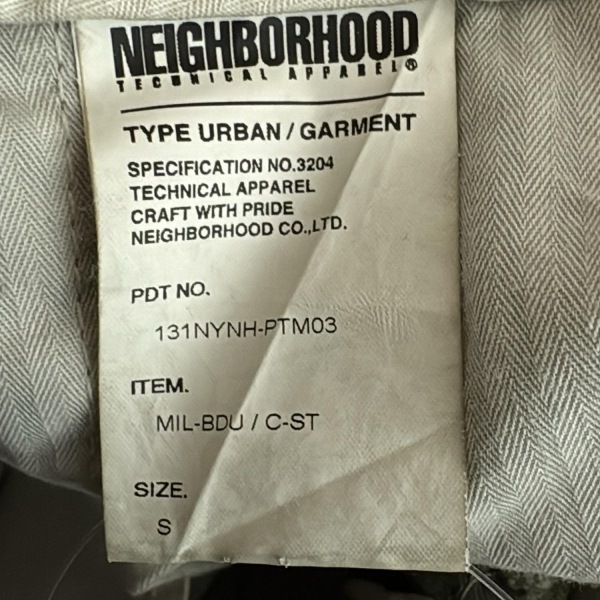 NEIGHBORHOOD
TECHNICAL APPAREL®
TYPE URBAN / GARMENT
SPECIFICATION NO.3204
TECHNICAL APPAREL
CRAFT WITH PRIDE
NEIGHBORHOOD CO.,LTD.
PDT NO.
131NYNH-PTM03
ITEM.
MIL-BDU / C-ST
SIZE.
S